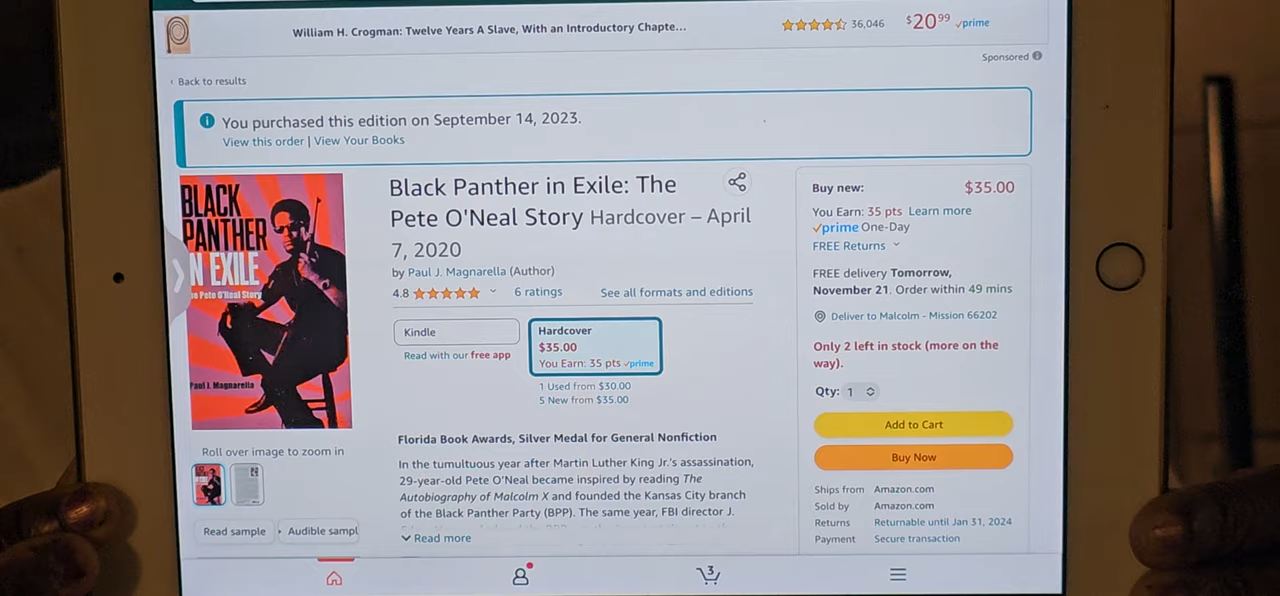 William H. Crogman: Twelve Years A Slave, With an Introductory Chapte...
36,046
$20⁹⁹ prime
Sponsored
‹ Back to results
You purchased this edition on September 14, 2023.
View this order | View Your Books
BLACK
PANTHER
IN EXILE
he Pete O'Neal Story
Paul J. Magnarella
Roll over image to zoom in
Read sample
Audible sampl
Black Panther in Exile: The
Pete O'Neal Story Hardcover – April
7, 2020
by Paul J. Magnarella (Author)
4.8
6 ratings
See all formats and editions
Kindle
Read with our free app
Hardcover
$35.00
You Earn: 35 pts prime
1 Used from $30.00
5 New from $35.00
Florida Book Awards, Silver Medal for General Nonfiction
In the tumultuous year after Martin Luther King Jr.'s assassination,
29-year-old Pete O'Neal became inspired by reading The
Autobiography of Malcolm X and founded the Kansas City branch
of the Black Panther Party (BPP). The same year, FBI director J.
Read more
Buy new:
$35.00
You Earn: 35 pts Learn more
prime One-Day
FREE Returns
FREE delivery Tomorrow,
November 21. Order within 49 mins
Deliver to Malcolm - Mission 66202
Only 2 left in stock (more on the
way).
Qty: 1
Add to Cart
Buy Now
Ships from Amazon.com
Sold by Amazon.com
Returns Returnable until Jan 31, 2024
Payment Secure transaction
3